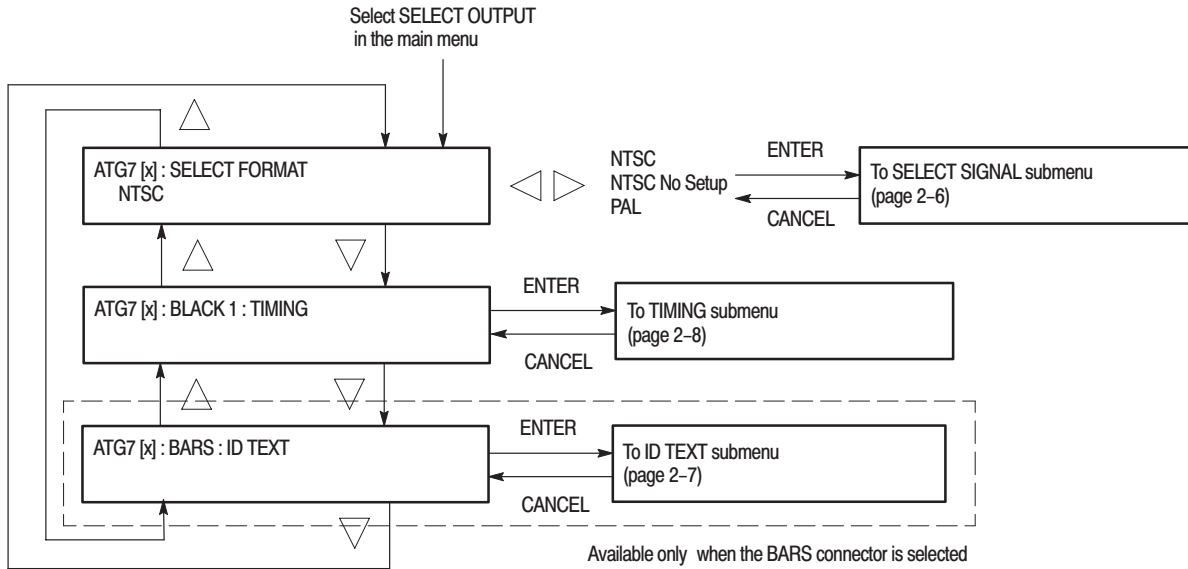 Select SELECT OUTPUT
in the main menu
ATG7 [x] : SELECT FORMAT
NTSC
NTSC
NTSC No Setup
PAL
ENTER
CANCEL
To SELECT SIGNAL submenu
(page 2–6)
ATG7 [x] : BLACK 1 : TIMING
ENTER
CANCEL
To TIMING submenu
(page 2–8)
ATG7 [x] : BARS : ID TEXT
ENTER
CANCEL
To ID TEXT submenu
(page 2–7)
Available only when the BARS connector is selected